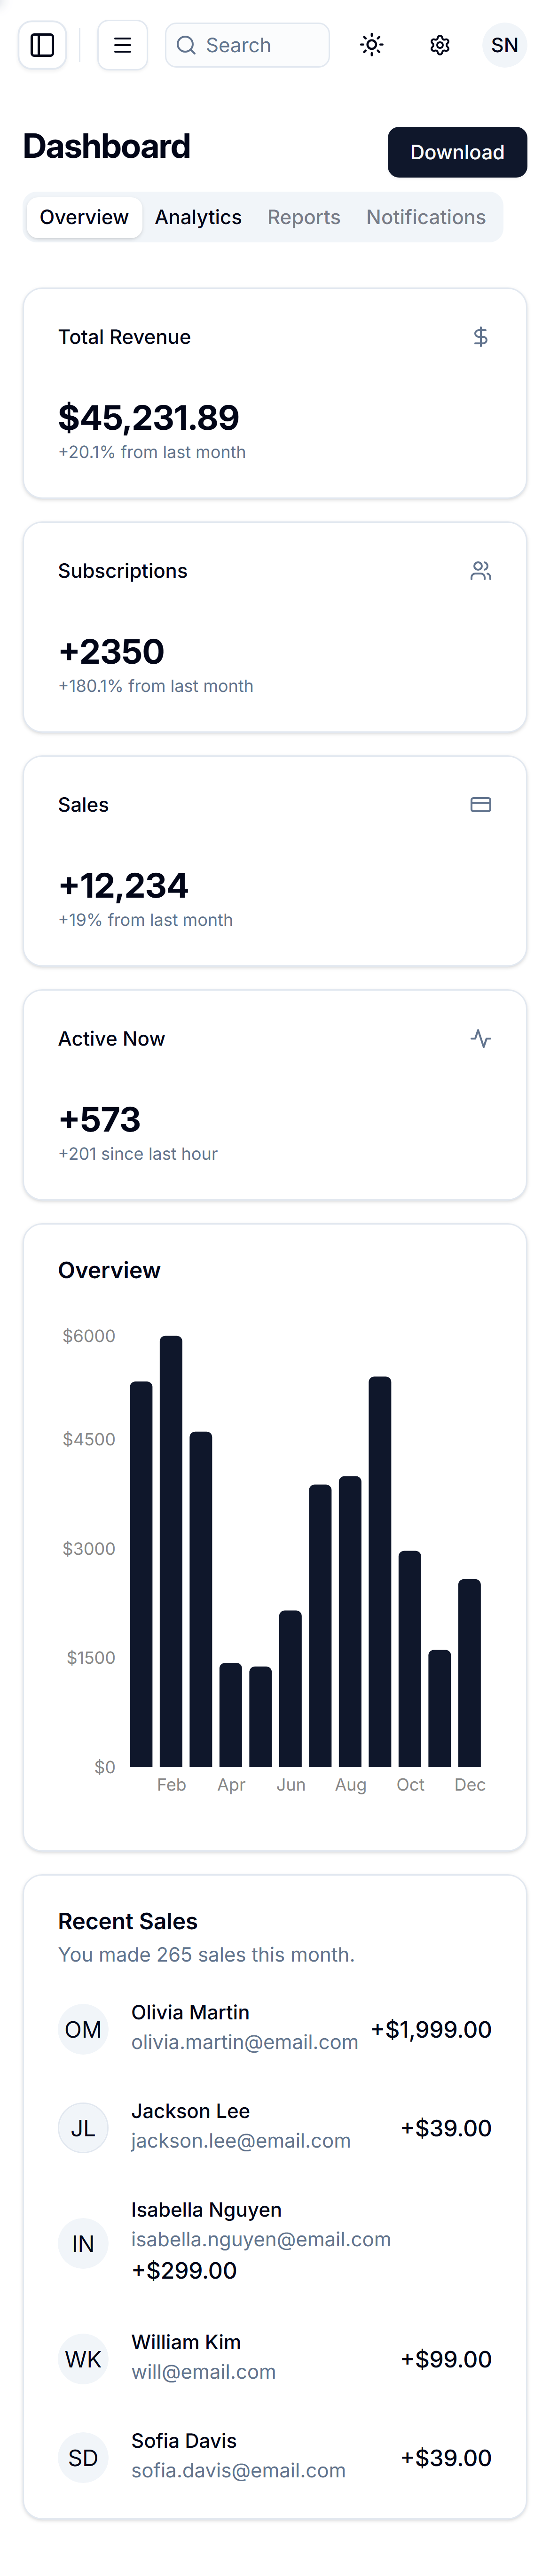 Search
SN
Dashboard
Download
Overview Analytics Reports Notifications
Total Revenue
$45,231.89
+20.1% from last month
Subscriptions
+2350
+180.1% from last month
Sales
+12,234
+19% from last month
Active Now
+573
+201 since last hour
Overview
$6000
$4500
$3000
$1500
$0
Feb Apr Jun Aug Oct Dec
Recent Sales
You made 265 sales this month.
OM
Olivia Martin
olivia.martin@email.com
+$1,999.00
JL
Jackson Lee
jackson.lee@email.com
+$39.00
IN
Isabella Nguyen
isabella.nguyen@email.com
+$299.00
WK
William Kim
will@email.com
+$99.00
SD
Sofia Davis
sofia.davis@email.com
+$39.00